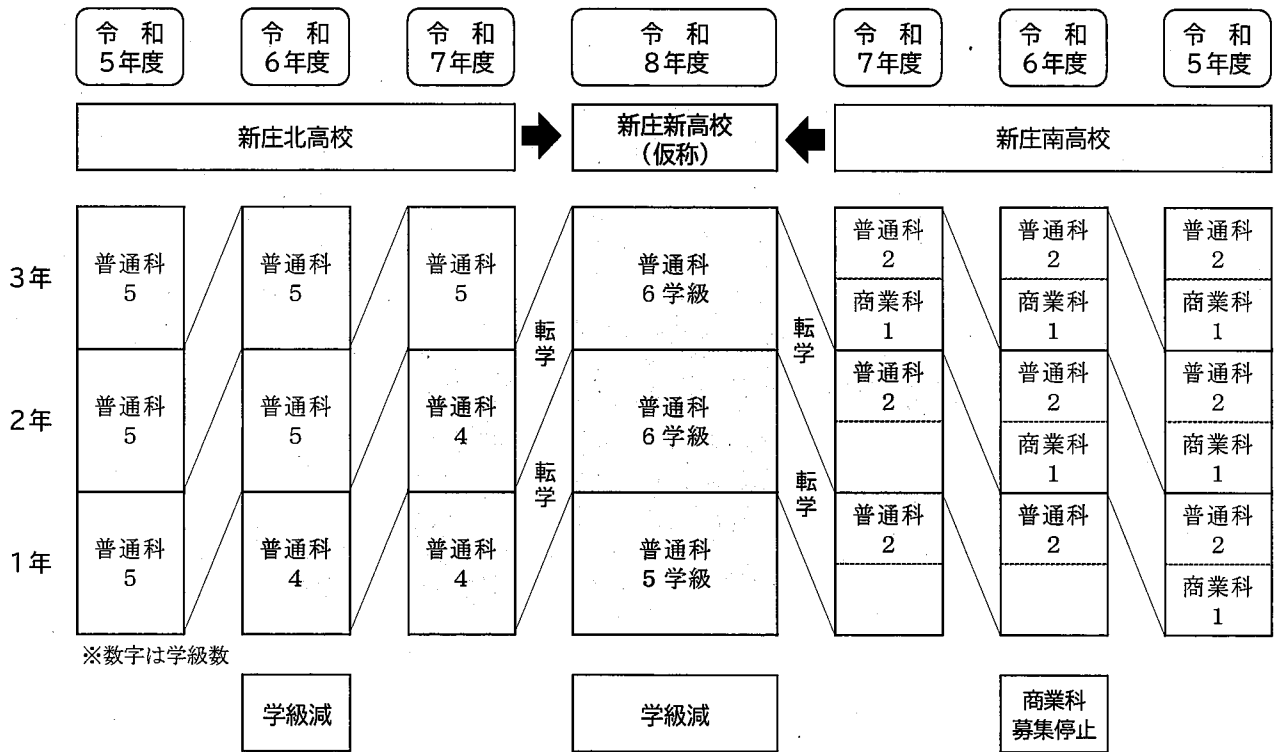 令和
5年度
令和
6年度
令和
7年度
令和
8年度
令和
7年度
令和
6年度
令和
5年度
新庄北高校
新庄新高校
(仮称)
新庄南高校
3年
普通科
5
普通科
5
普通科
5
転学
普通科
6学級
転学
普通科
2
商業科
1
普通科
2
商業科
1
普通科
2
商業科
1
2年
普通科
5
普通科
5
普通科
4
転学
普通科
6学級
転学
普通科
2
普通科
2
商業科
1
普通科
2
商業科
1
1年
普通科
5
普通科
4
普通科
4
普通科
5学級
普通科
2
普通科
2
普通科
2
商業科
1
※数字は学級数
学級減
学級減
商業科
募集停止